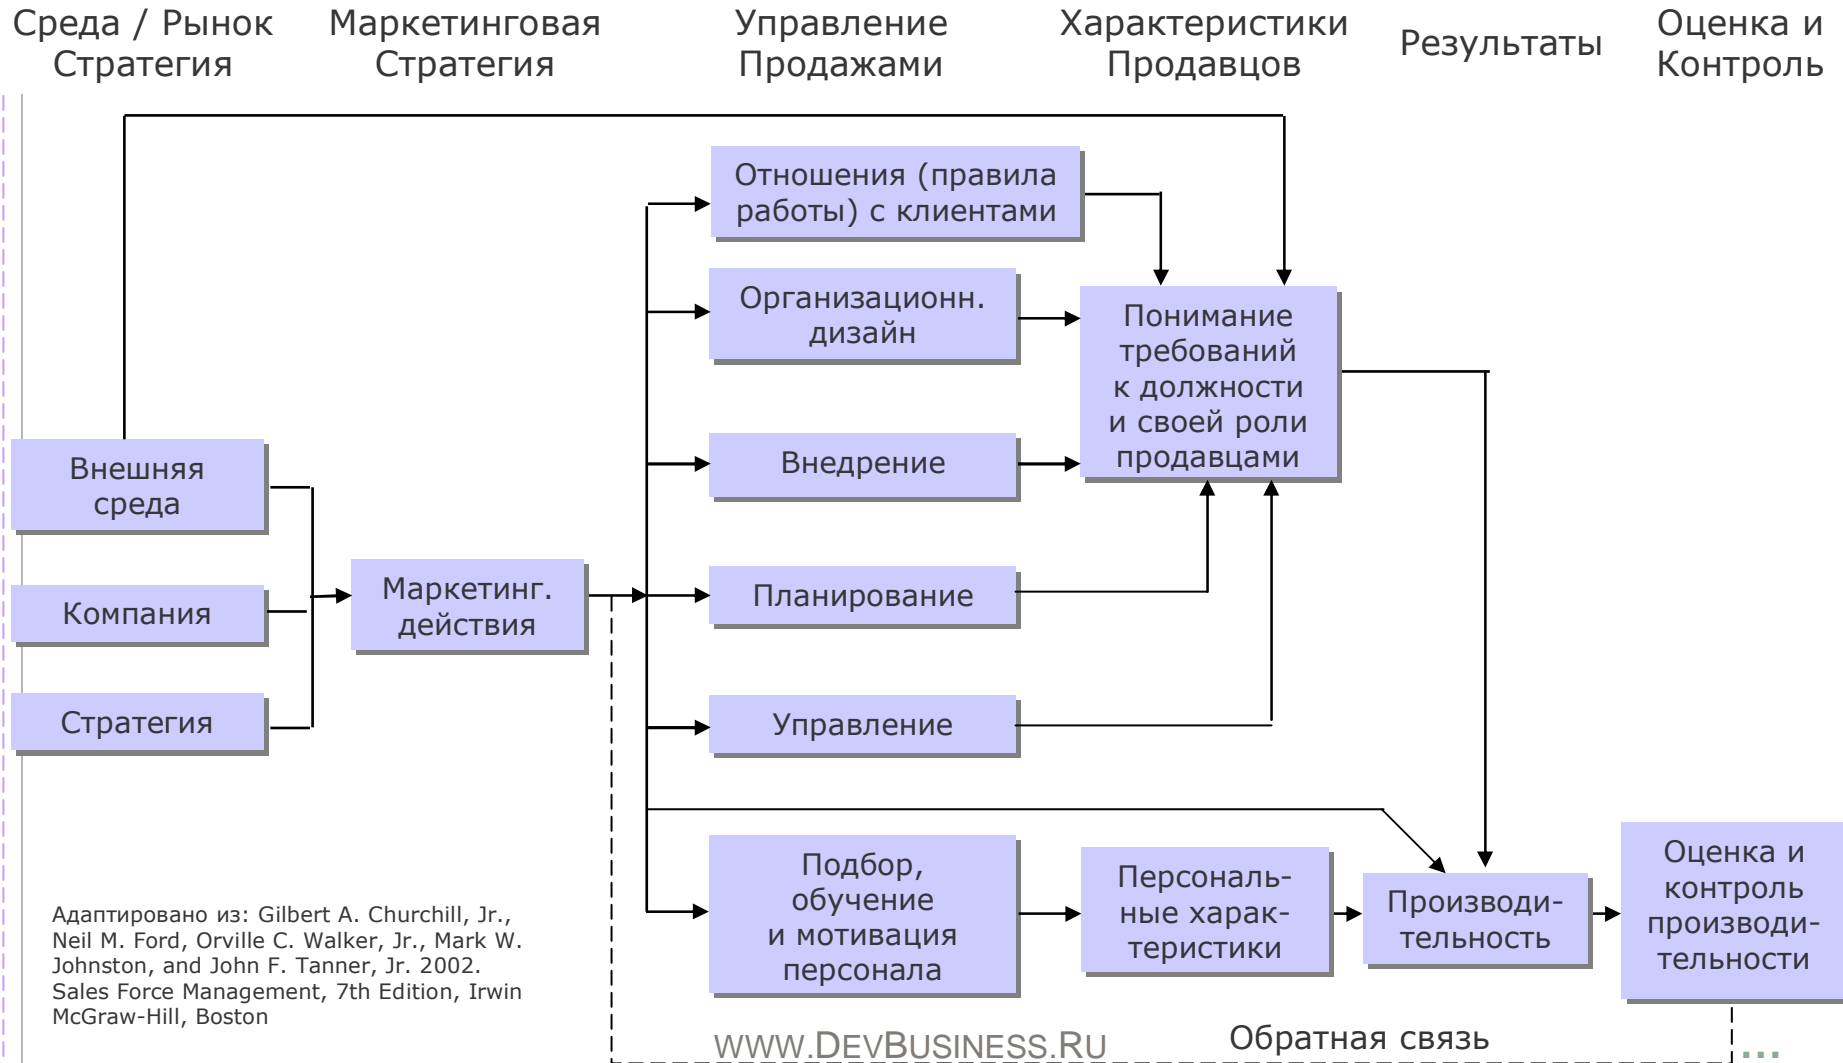 Среда / Рынок
Стратегия
Маркетинговая
Стратегия
Управление
Продажами
Характеристики
Продавцов
Результаты
Оценка и
Контроль
Отношения (правила
работы) с клиентами
Организационн.
дизайн
Понимание
требований
к должности
и своей роли
продавцами
Внешняя
среда
Внедрение
Компания
Маркетинг.
действия
Планирование
Стратегия
Управление
Подбор,
обучение
и мотивация
персонала
Персональ-
ные харак-
теристики
Производи-
тельность
Оценка и
контроль
производи-
тельности
Адаптировано из: Gilbert A. Churchill, Jr.,
Neil M. Ford, Orville C. Walker, Jr., Mark W.
Johnston, and John F. Tanner, Jr. 2002.
Sales Force Management, 7th Edition, Irwin
McGraw-Hill, Boston
WWW.DEVBUSINESS.RU
Обратная связь
...